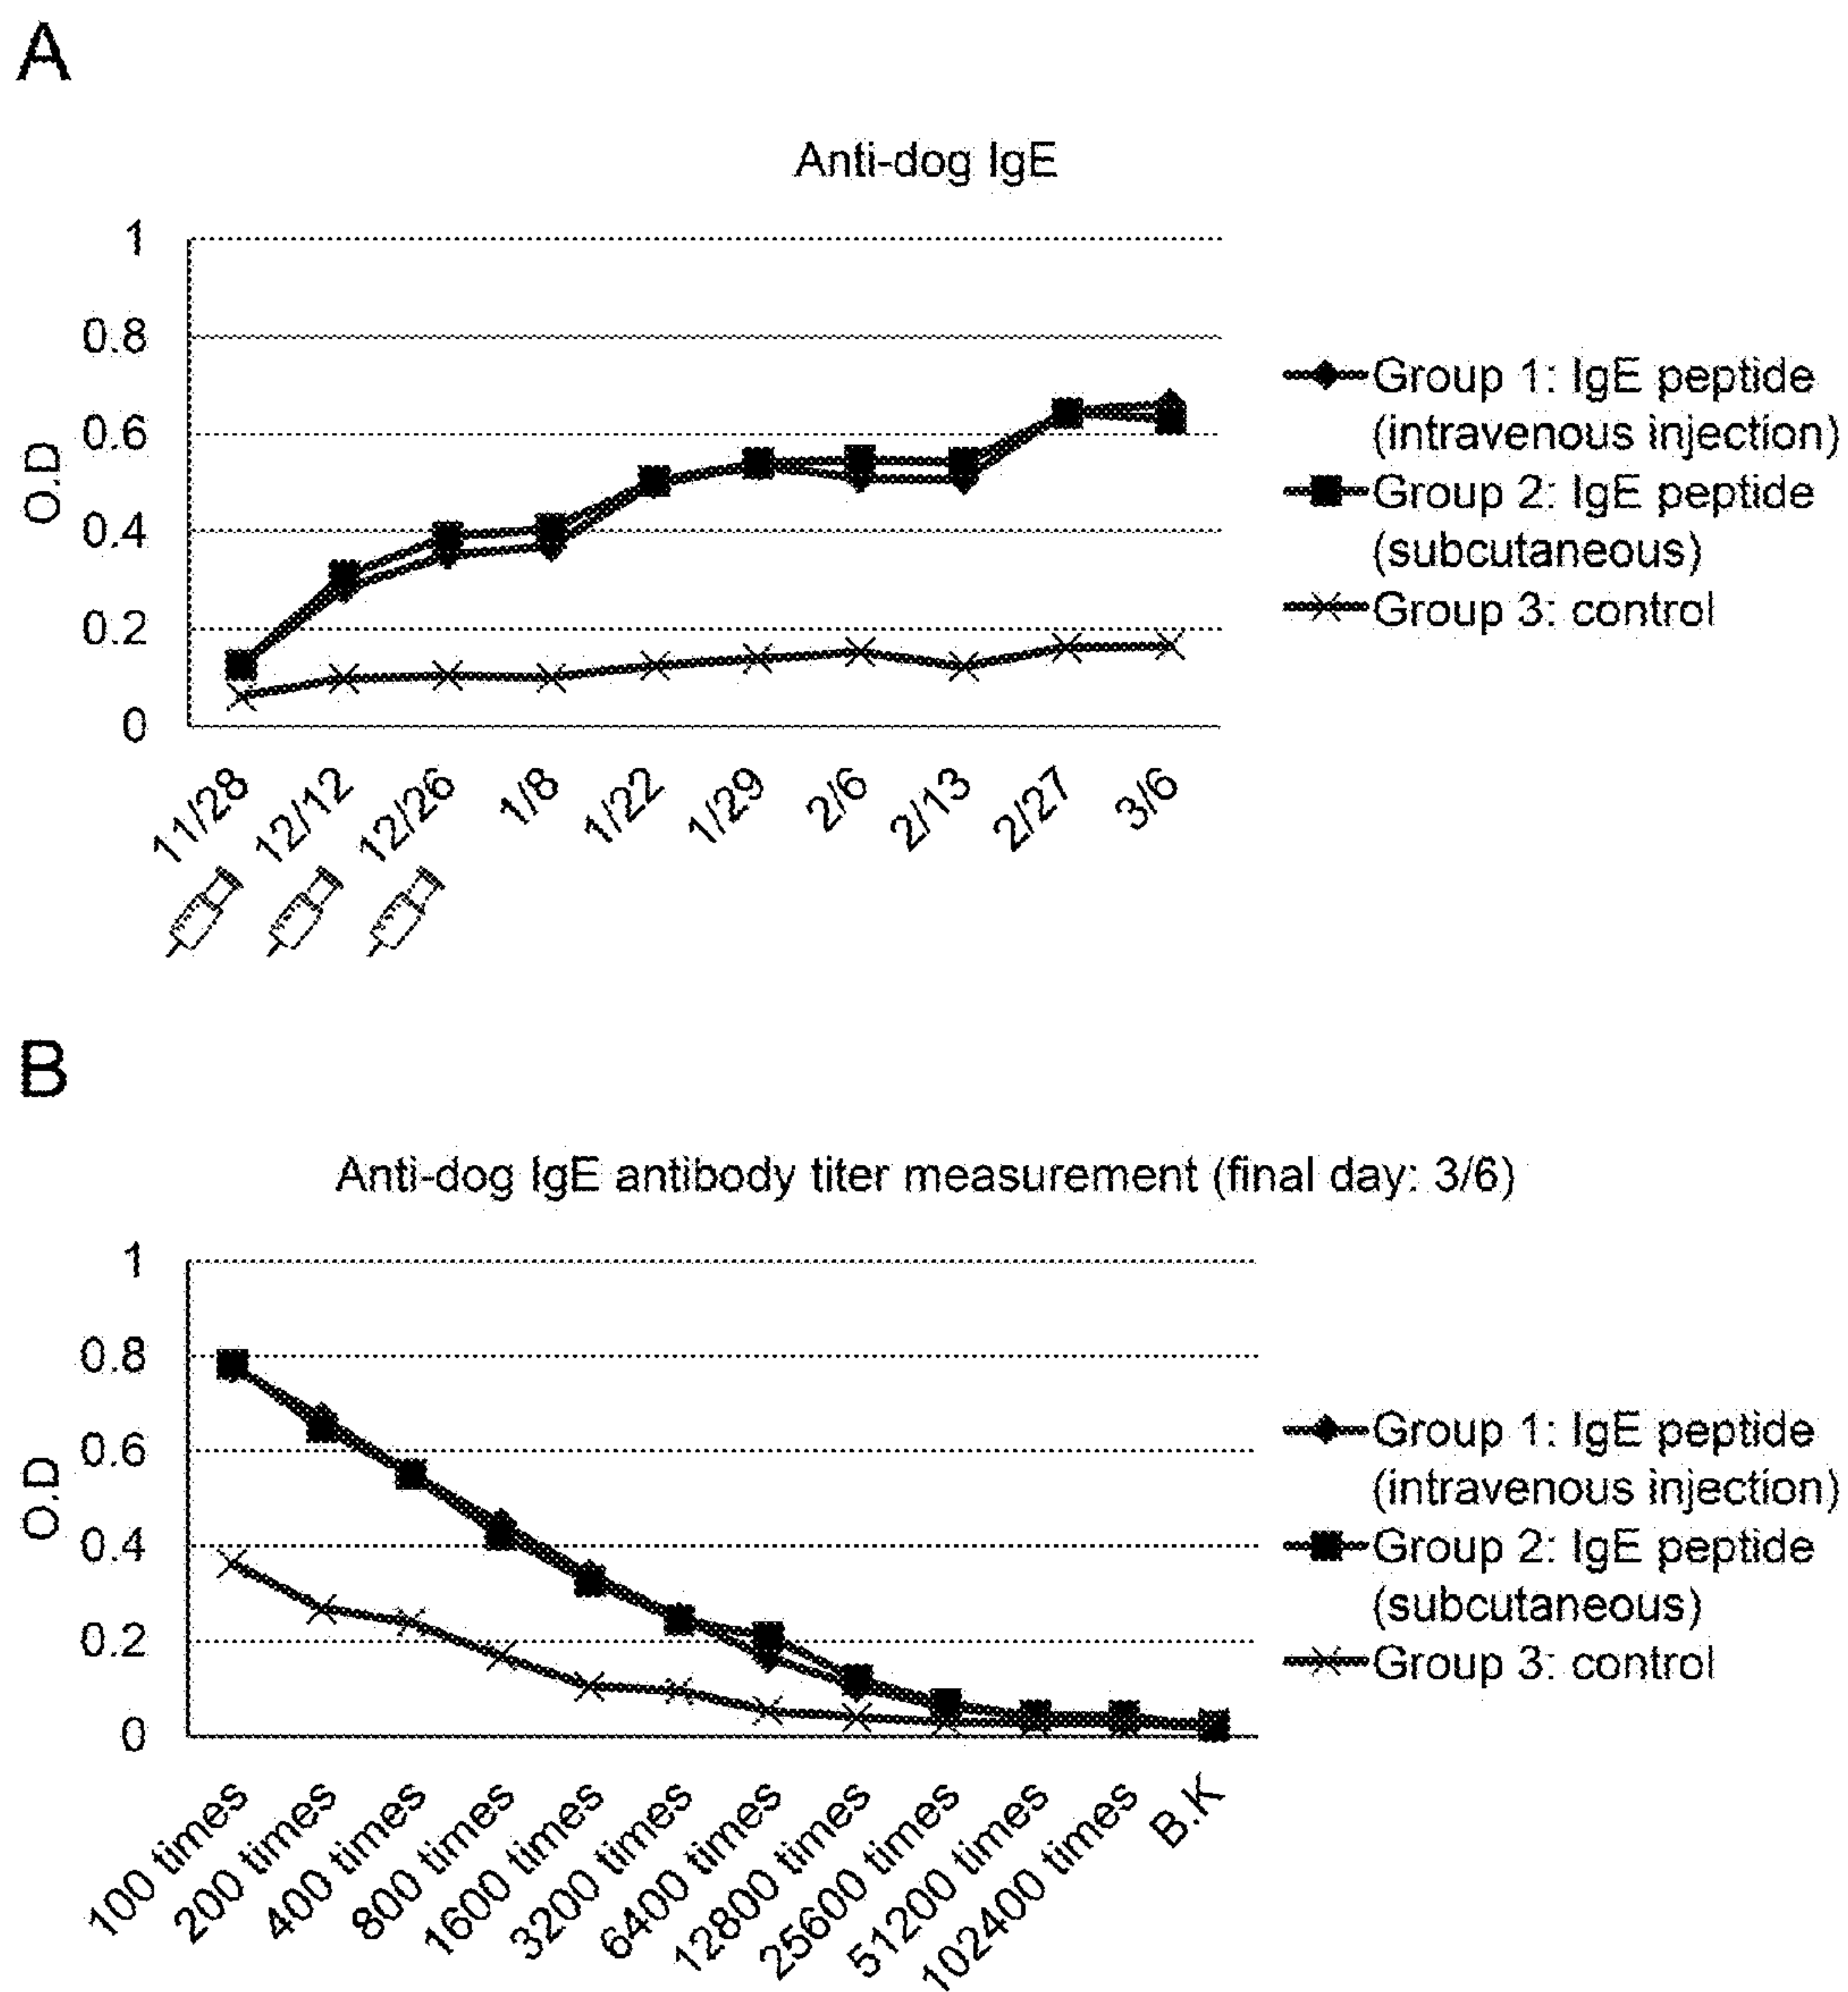 A
Anti-dog IgE
1
0.8
0.6
0.4
0.2
0
O.D
11/28
12/12
12/26
1/8
1/22
1/29
2/6
2/13
2/27
3/6
Group 1: IgE peptide
(intravenous injection)
Group 2: IgE peptide
(subcutaneous)
Group 3: control
B
Anti-dog IgE antibody titer measurement (final day: 3/6)
1
0.8
0.6
0.4
0.2
0
O.D
100 times
200 times
400 times
800 times
1600 times
3200 times
6400 times
12800 times
25600 times
51200 times
102400 times
B.K
Group 1: IgE peptide
(intravenous injection)
Group 2: IgE peptide
(subcutaneous)
Group 3: control